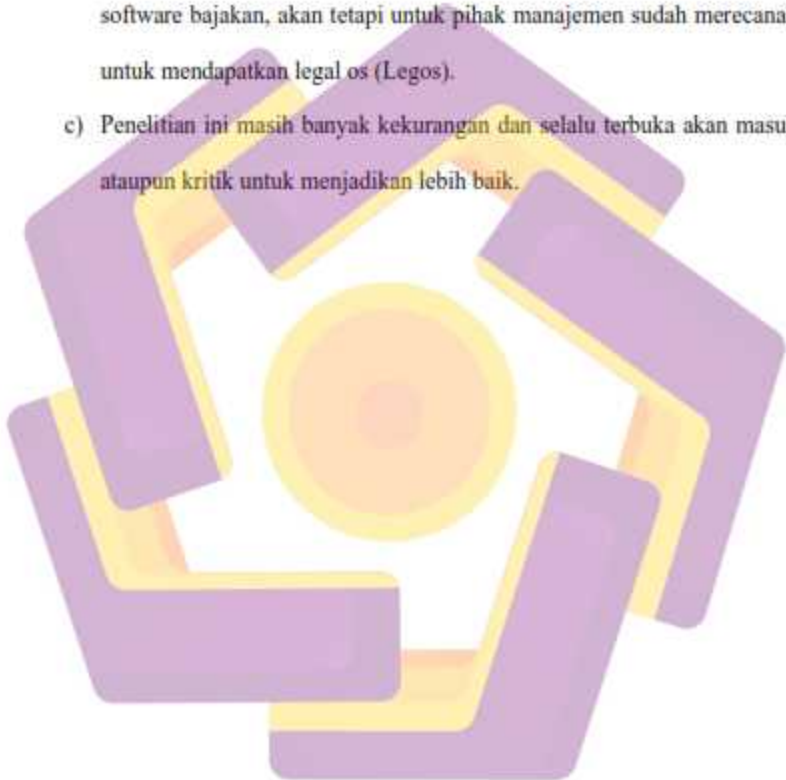 software bajakan, akan tetapi untuk pihak manajemen sudah merecana
untuk mendapatkan legal os (Legos).
c) Penelitian ini masih banyak kekurangan dan selalu terbuka akan masu
ataupun kritik untuk menjadikan lebih baik.